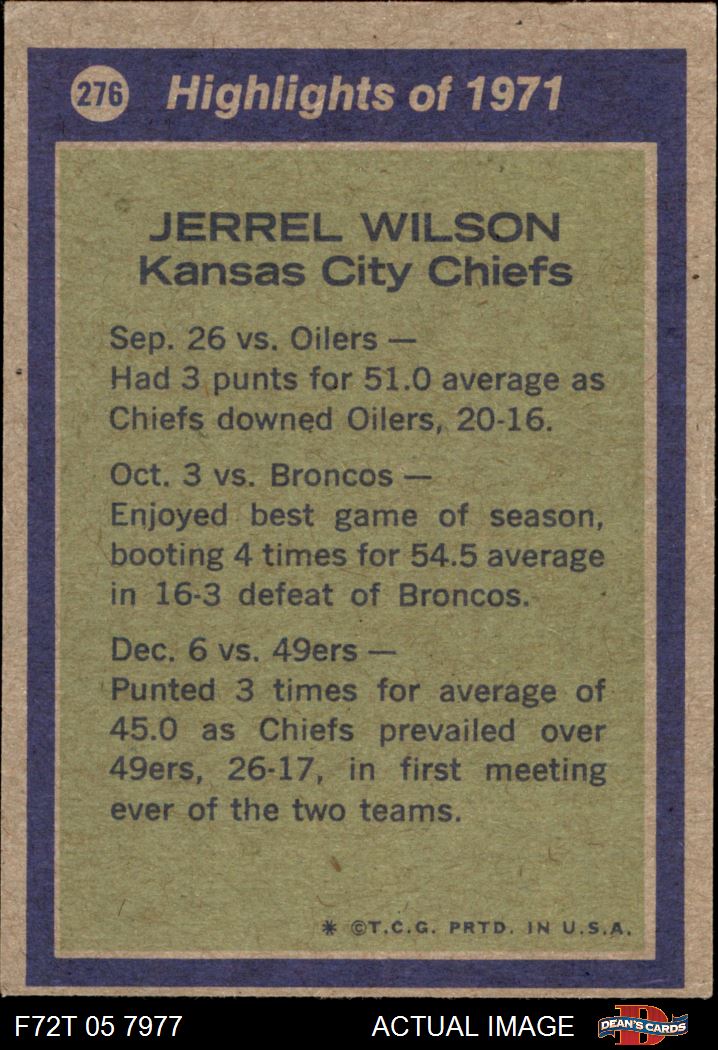 276 Highlights of 1971
JERREL WILSON
Kansas City Chiefs
Sep. 26 vs. Oilers —
Had 3 punts for 51.0 average as
Chiefs downed Oilers, 20-16.
Oct. 3 vs. Broncos —
Enjoyed best game of season,
booting 4 times for 54.5 average
in 16-3 defeat of Broncos.
Dec. 6 vs. 49ers —
Punted 3 times for average of
45.0 as Chiefs prevailed over
49ers, 26-17, in first meeting
ever of the two teams.
* ©T.C.G. PRTD. IN U.S.A.
F72T 05 7977 ACTUAL IMAGE D DEAN'S CARDS